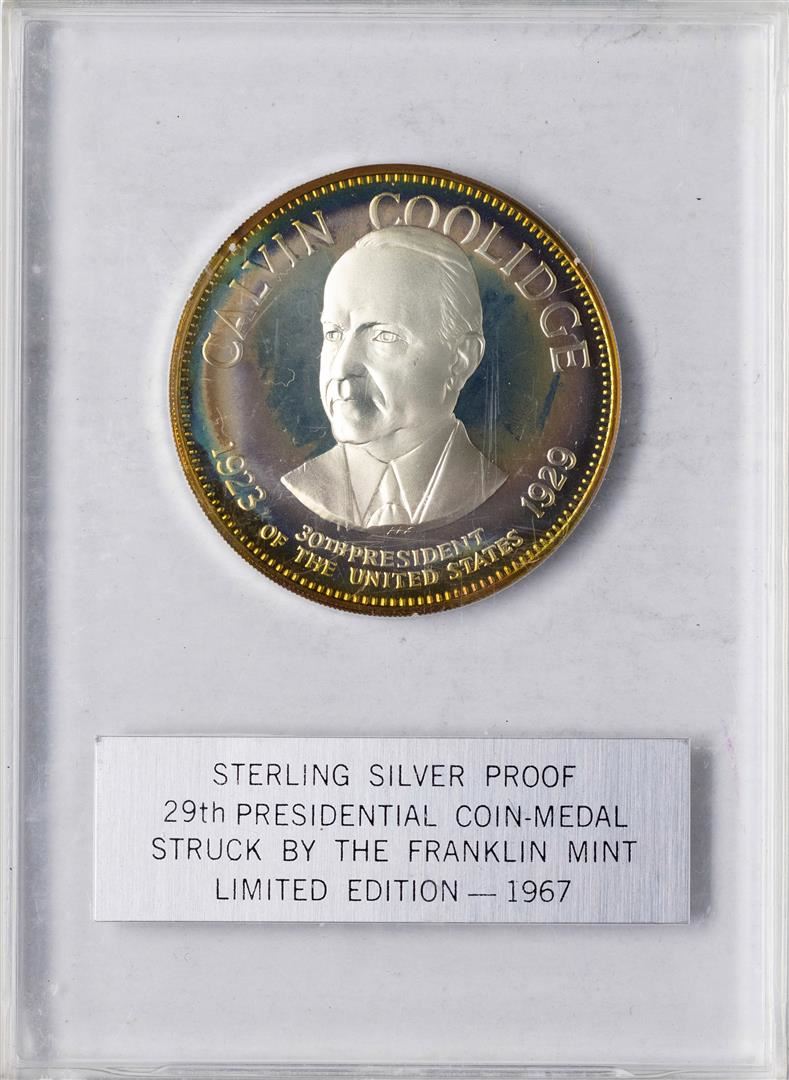 CALVIN COOLIDGE
1923 1929
30TH PRESIDENT
OF THE UNITED STATES
STERLING SILVER PROOF
29th PRESIDENTIAL COIN-MEDAL
STRUCK BY THE FRANKLIN MINT
LIMITED EDITION — 1967